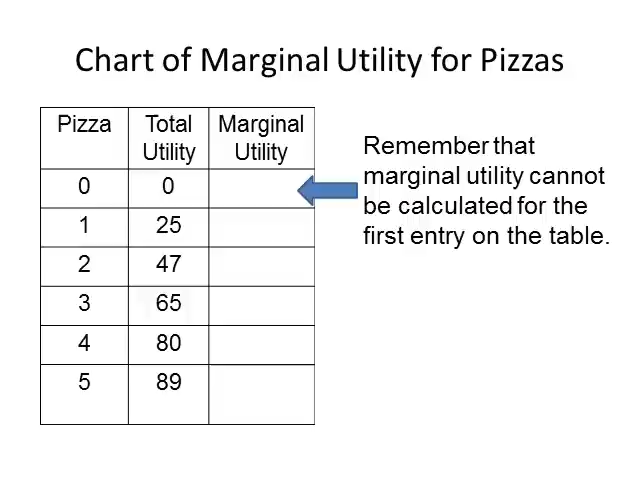 Chart of Marginal Utility for Pizzas
Pizza Total Utility Marginal Utility
0 0
1 25
2 47
3 65
4 80
5 89
Remember that
marginal utility cannot
be calculated for the
first entry on the table.